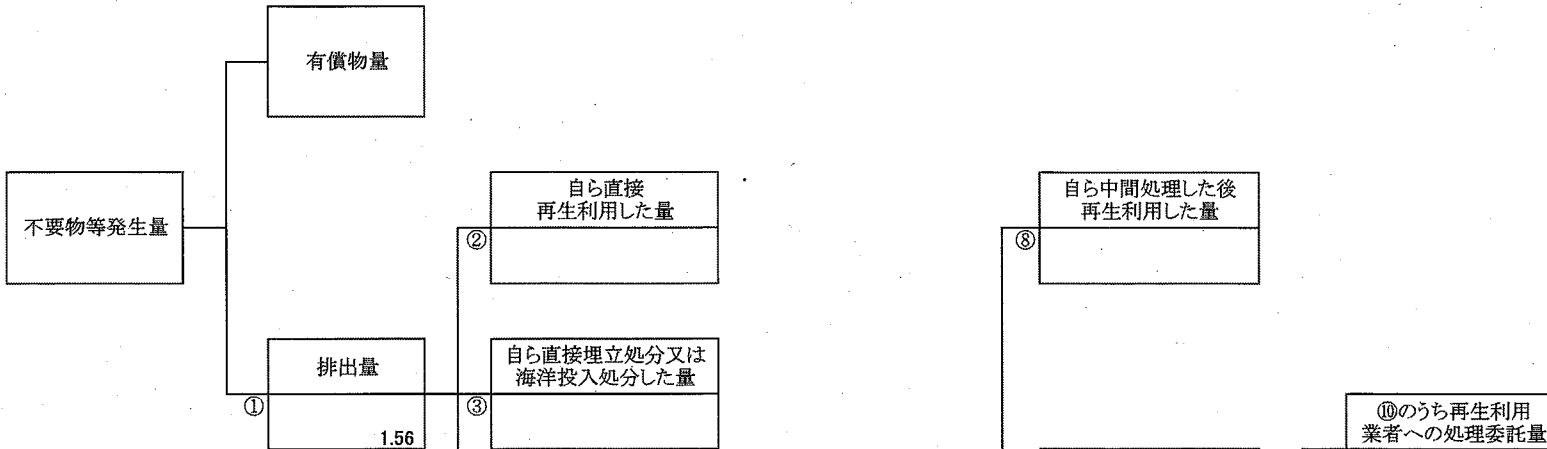 有償物量
不要物等発生量
自ら直接
再生利用した量
②
自ら中間処理した後
再生利用した量
⑧
排出量
①
1.56
自ら直接埋立処分又は
海洋投入処分した量
③
⑩のうち再生利用
業者への処理委託量